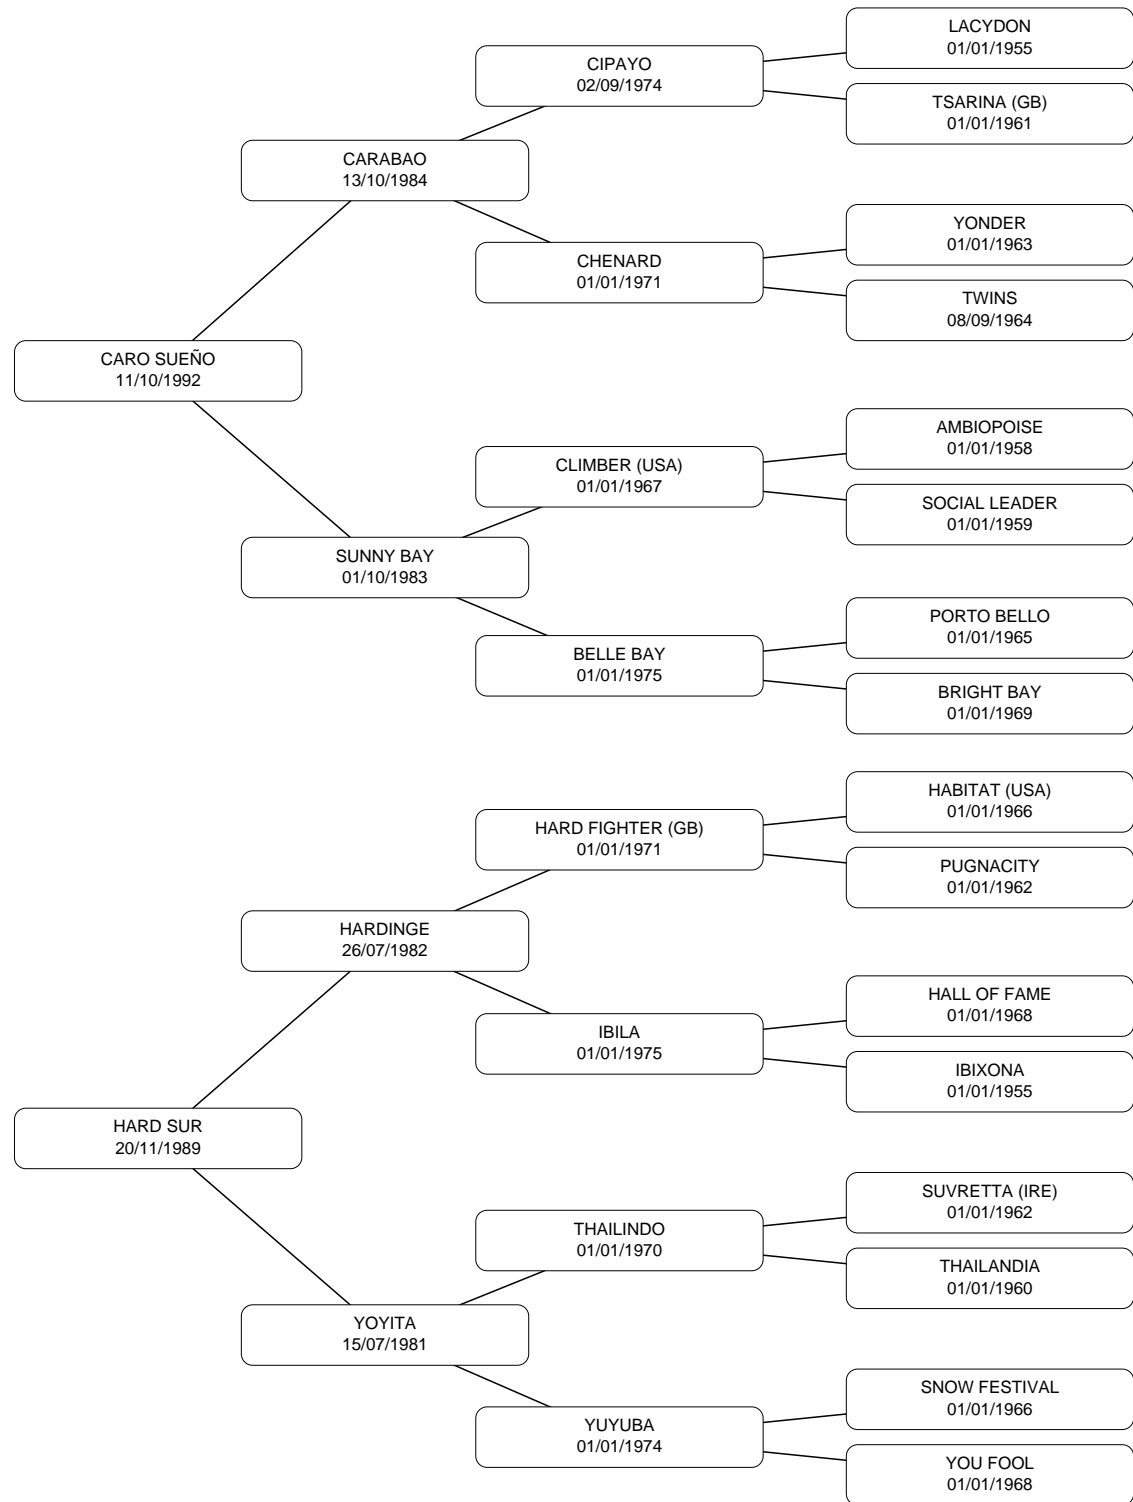 LACYDON
01/01/1955
CIPAYO
02/09/1974
TSARINA (GB)
01/01/1961
CARABAO
13/10/1984
YONDER
01/01/1963
CHENARD
01/01/1971
TWINS
08/09/1964
CARO SUEÑO
11/10/1992
AMBIOPOISE
01/01/1958
CLIMBER (USA)
01/01/1967
SOCIAL LEADER
01/01/1959
SUNNY BAY
01/10/1983
PORTO BELLO
01/01/1965
BELLE BAY
01/01/1975
BRIGHT BAY
01/01/1969
HABITAT (USA)
01/01/1966
HARD FIGHTER (GB)
01/01/1971
PUGNACITY
01/01/1962
HARDINGE
26/07/1982
HALL OF FAME
01/01/1968
IBILA
01/01/1975
IBIXONA
01/01/1955
HARD SUR
20/11/1989
SUVRETTA (IRE)
01/01/1962
THAILINDO
01/01/1970
THAILANDIA
01/01/1960
YOYITA
15/07/1981
SNOW FESTIVAL
01/01/1966
YUYUBA
01/01/1974
YOU FOOL
01/01/1968